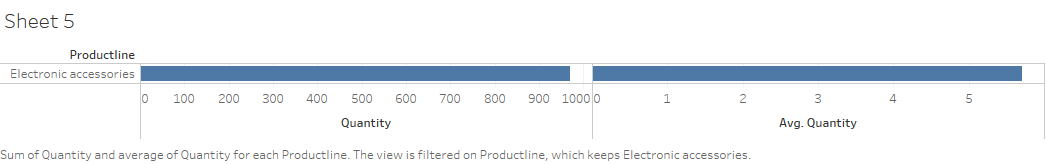 Sheet 5
Productline
Electronic accessories
0 100 200 300 400 500 600 700 800 900 1000 0 1 2 3 4 5
Quantity Avg. Quantity
Sum of Quantity and average of Quantity for each Productline. The view is filtered on Productline, which keeps Electronic accessories.